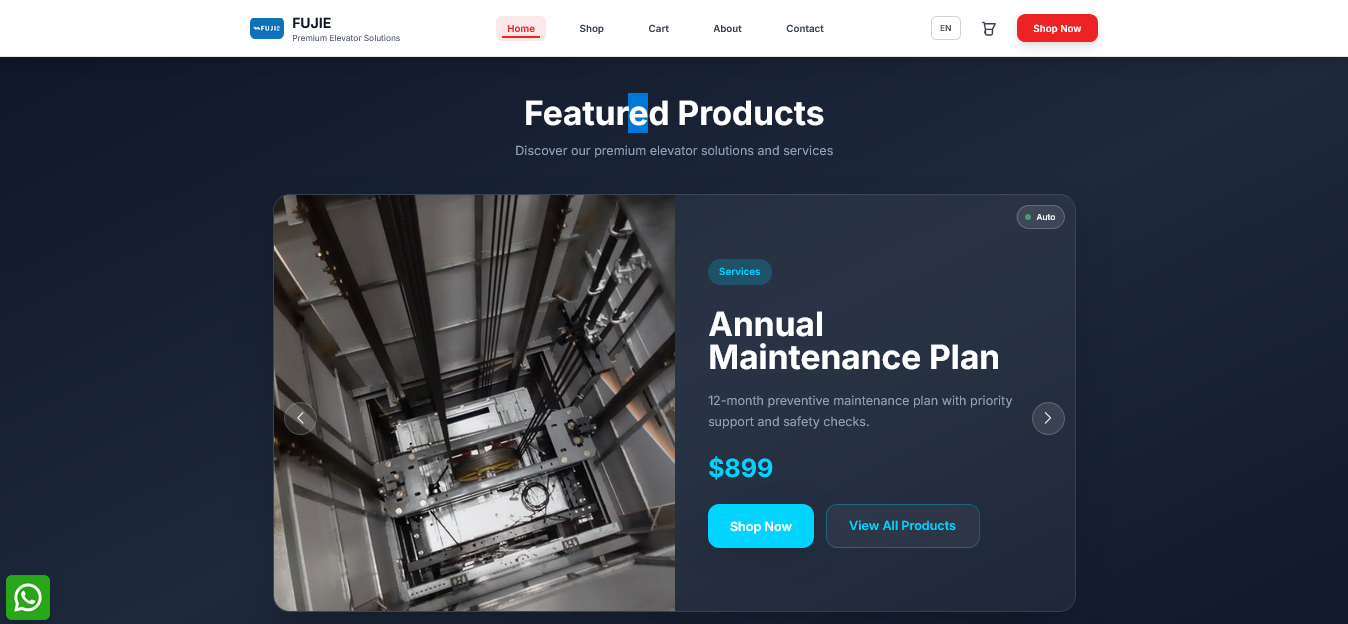 FUJIE
FUJIE
Premium Elevator Solutions
Home
Shop
Cart
About
Contact
EN
Shop Now
Featured Products
Discover our premium elevator solutions and services
Auto
Services
Annual
Maintenance Plan
12-month preventive maintenance plan with priority
support and safety checks.
$899
Shop Now
View All Products